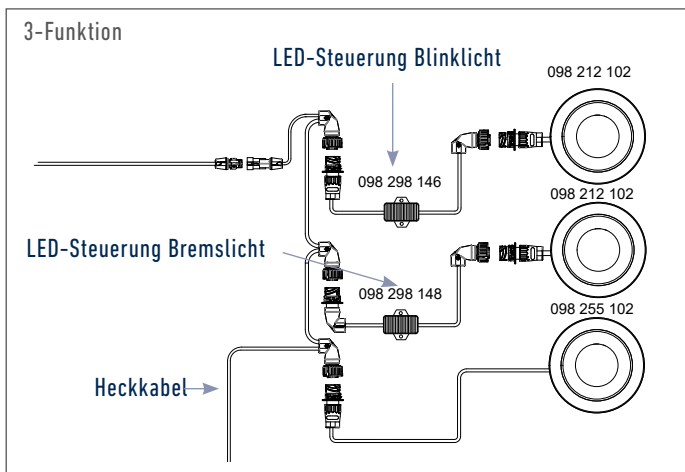 3-Funktion
LED-Steuerung Blinklicht
098 212 102
098 298 146
098 212 102
LED-Steuerung Bremslicht
098 298 148
098 255 102
Heckkabel